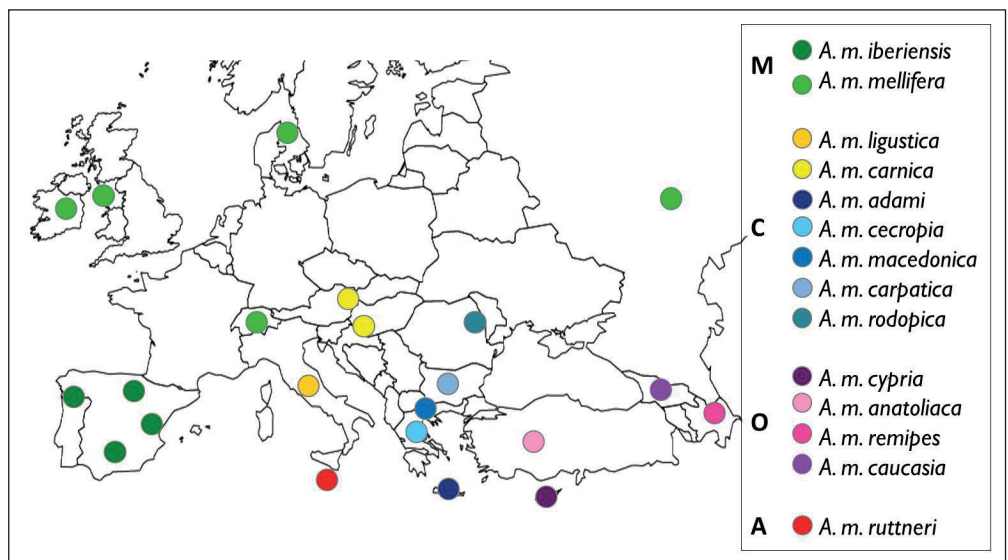 M
A. m. iberiensis
A. m. mellifera
C
A. m. ligustica
A. m. carnica
A. m. adami
A. m. cecropia
A. m. macedonica
A. m. carpatica
A. m. rodopica
O
A. m. cypria
A. m. anatoliaca
A. m. remipes
A. m. caucasia
A
A. m. ruttneri